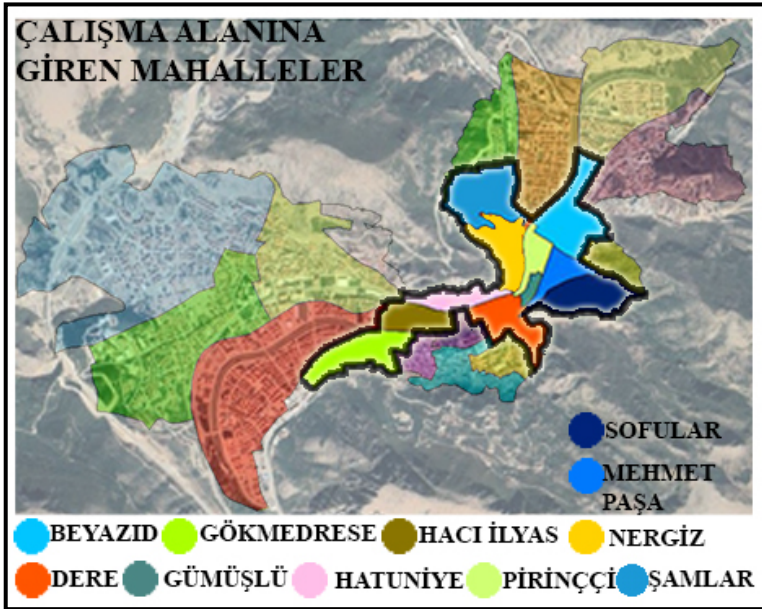 ÇALIŞMA ALANINA
GİREN MAHALLELER
SOFULAR
MEHMET
PAŞA
BEYAZID GÖKMEDRESE HACI İLYAS NERGİZ
DERE GÜMÜŞLÜ HATUNİYE PİRİNÇÇİ ŞAMLAR